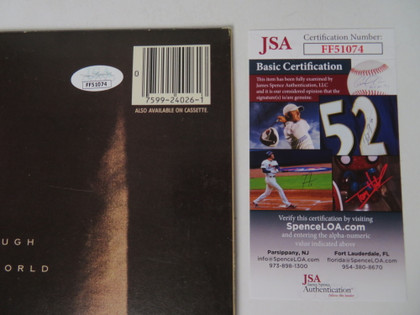 FF51074
0
7599-24026-1
ALSO AVAILABLE ON CASSETTE.
UGH
WORLD
JSA
Certification Number:
FF51074
Basic Certification
This item has been fully examined by
James Spence Authentication, LLC
and it is our considered opinion that the
signature(s) is/are genuine.
52
Verify this certification by visiting
SpenceLOA.com
and entering the alpha-numeric
value indicated above
Parsippany, NJ
info@SpenceLOA.com
973-898-1300
Fort Lauderdale, FL
florida@SpenceLOA.com
954-380-8670
JSA
Authentication